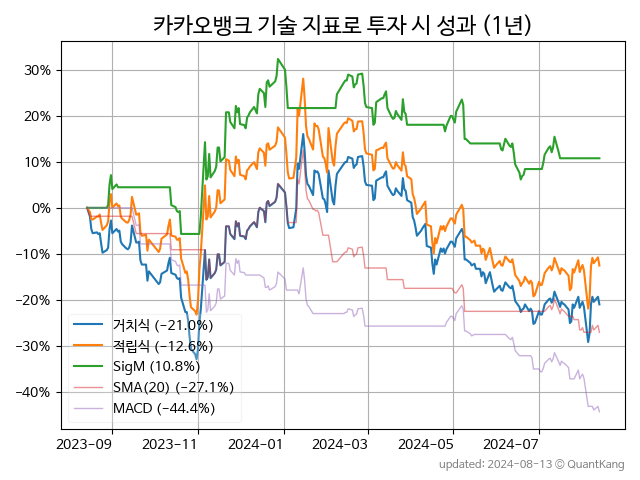 카카오뱅크 기술 지표로 투자 시 성과 (1년)
30%
20%
10%
0%
−10%
−20%
−30%
−40%
거치식 (−21.0%)
적립식 (−12.6%)
SigM (10.8%)
SMA(20) (−27.1%)
MACD (−44.4%)
2023-09
2023-11
2024-01
2024-03
2024-05
2024-07
updated: 2024-08-13 © QuantKang